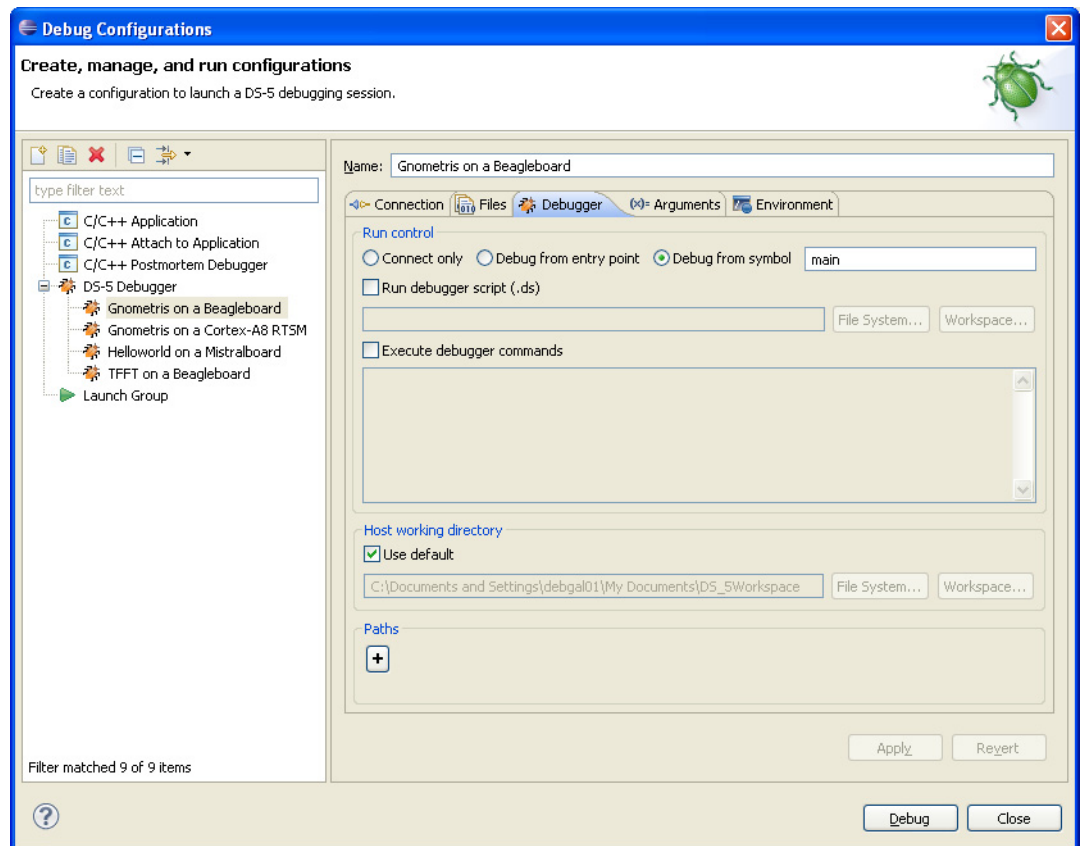 Debug Configurations
Create, manage, and run configurations
Create a configuration to launch a DS-5 debugging session.
type filter text
C/C++ Application
C/C++ Attach to Application
C/C++ Postmortem Debugger
DS-5 Debugger
Gnometris on a Beagleboard
Gnometris on a Cortex-A8 RTSM
Helloworld on a Mistralboard
TFFT on a Beagleboard
Launch Group
Filter matched 9 of 9 items
Name: Gnometris on a Beagleboard
Connection Files Debugger (x)= Arguments Environment
Run control
Connect only Debug from entry point Debug from symbol main
Run debugger script (.ds)
File System... Workspace...
Execute debugger commands
Host working directory
Use default
C:\Documents and Settings\debgal01\My Documents\DS_5Workspace File System... Workspace...
Paths
+
Apply Revert
? Debug Close